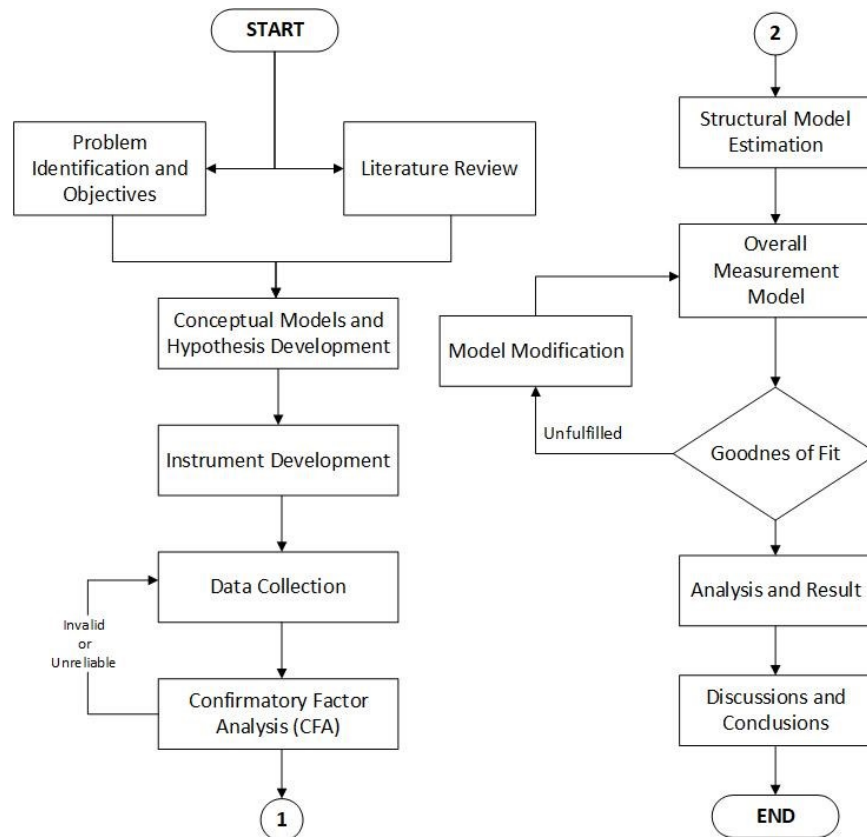 START
Problem
Identification and
Objectives
Literature Review
Conceptual Models and
Hypothesis Development
Instrument Development
Data Collection
Invalid
or
Unreliable
Confirmatory Factor
Analysis (CFA)
1
2
Structural Model
Estimation
Overall
Measurement
Model
Model Modification
Unfulfilled
Goodnes of Fit
Analysis and Result
Discussions and
Conclusions
END